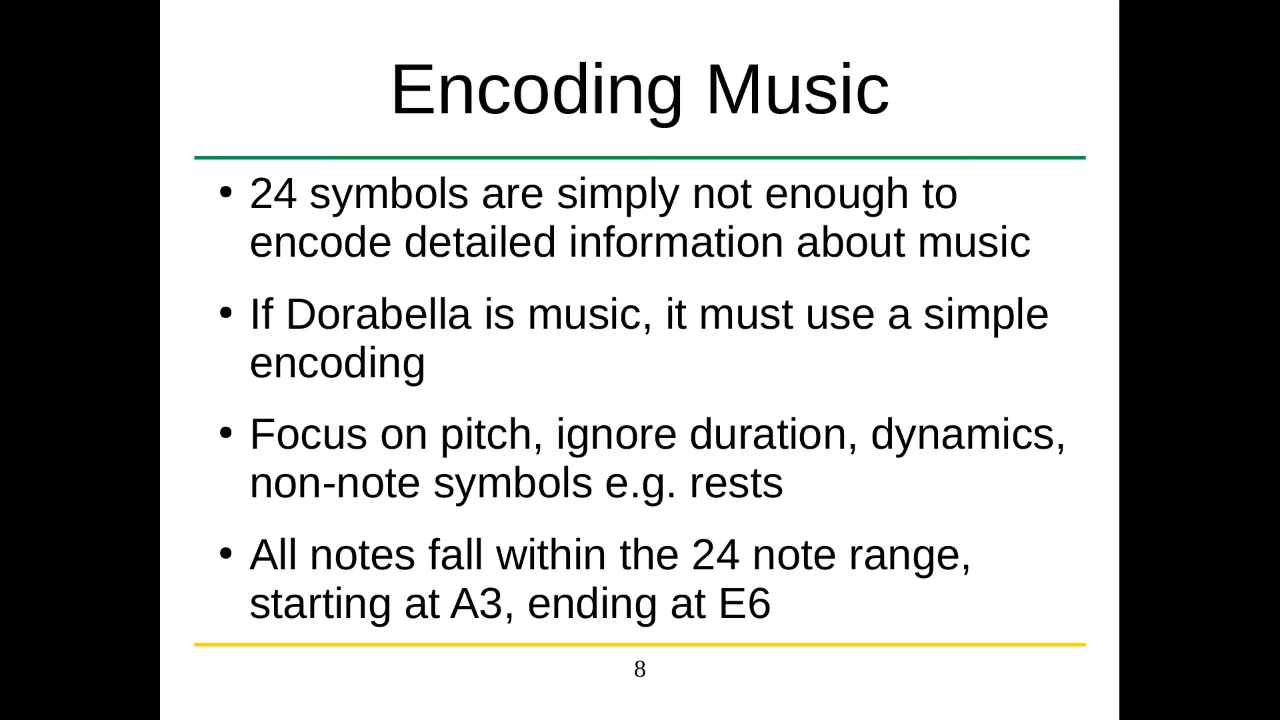 Encoding Music
• 24 symbols are simply not enough to
encode detailed information about music
• If Dorabella is music, it must use a simple
encoding
• Focus on pitch, ignore duration, dynamics,
non-note symbols e.g. rests
• All notes fall within the 24 note range,
starting at A3, ending at E6
8